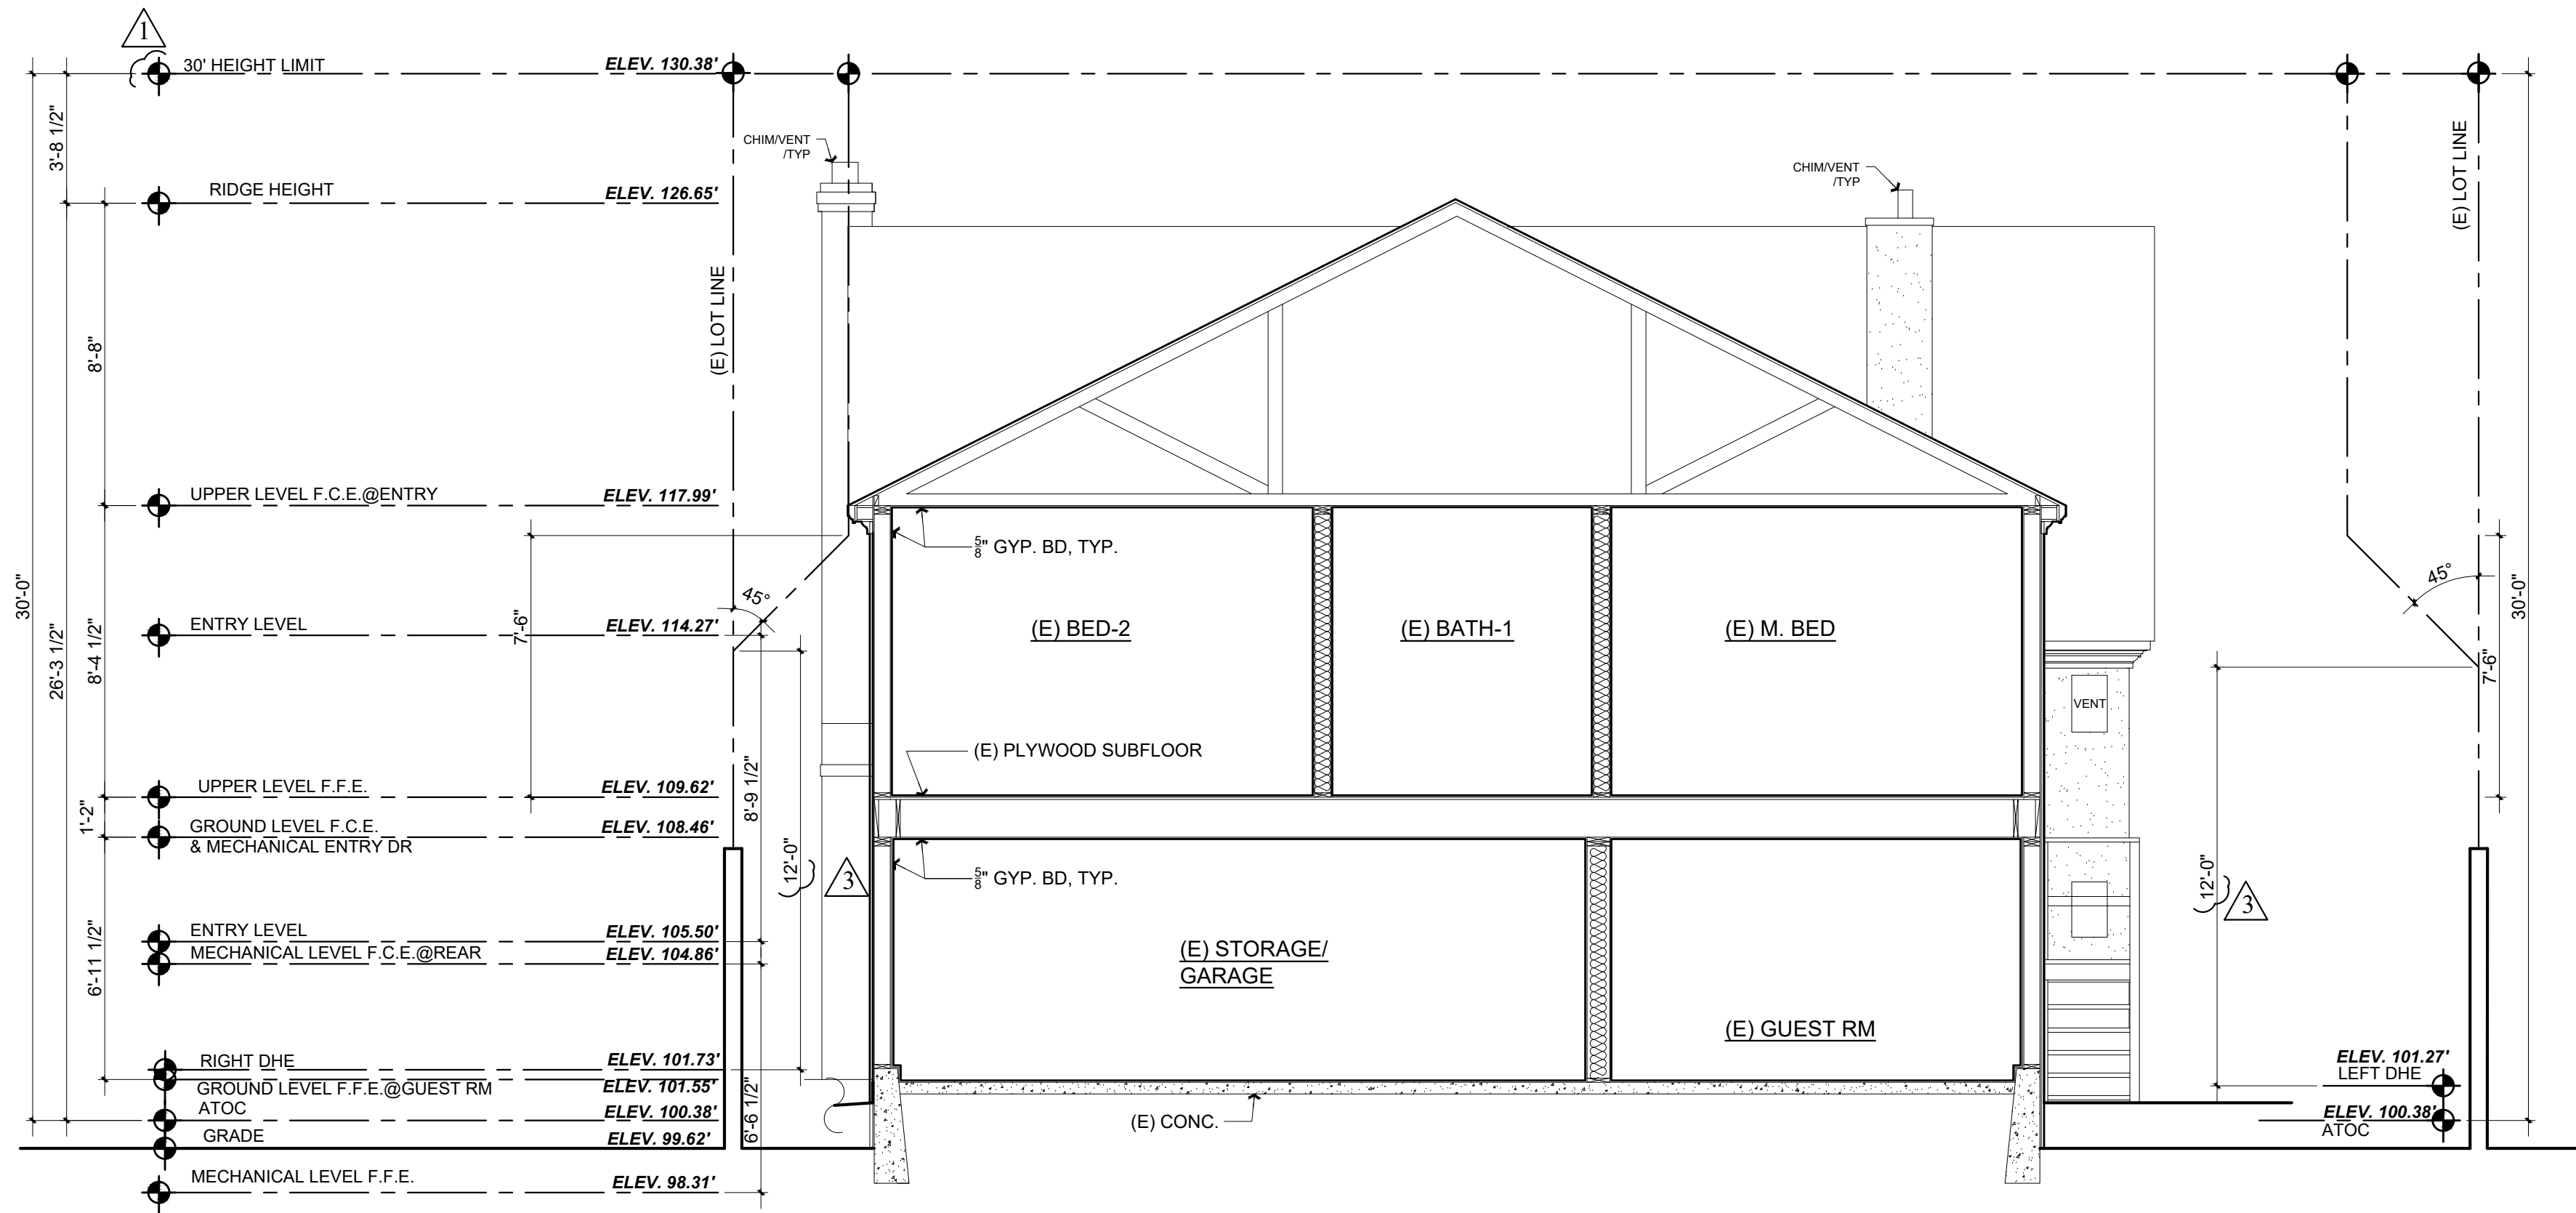 1
30' HEIGHT LIMIT
ELEV. 130.38'
3'-8 1/2"
CHIM/VENT
/TYP
CHIM/VENT
/TYP
(E) LOT LINE
RIDGE HEIGHT
ELEV. 126.65'
(E) LOT LINE
8'-8"
UPPER LEVEL F.C.E.@ENTRY
ELEV. 117.99'
5/8" GYP. BD, TYP.
30'-0"
26'-3 1/2"
8'-4 1/2"
7'-6"
45°
45°
30'-0"
ENTRY LEVEL
ELEV. 114.27'
(E) BED-2
(E) BATH-1
(E) M. BED
7'-6"
VENT
(E) PLYWOOD SUBFLOOR
UPPER LEVEL F.F.E.
ELEV. 109.62'
8'-9 1/2"
1'-2"
GROUND LEVEL F.C.E.
& MECHANICAL ENTRY DR
ELEV. 108.46'
12'-0"
3
5/8" GYP. BD, TYP.
12'-0"
3
6'-11 1/2"
ENTRY LEVEL
ELEV. 105.50'
MECHANICAL LEVEL F.C.E.@REAR
ELEV. 104.86'
(E) STORAGE/
GARAGE
(E) GUEST RM
RIGHT DHE
ELEV. 101.73'
ELEV. 101.27'
LEFT DHE
GROUND LEVEL F.F.E.@GUEST RM
ELEV. 101.55'
ATOC
ELEV. 100.38'
6'-6 1/2"
(E) CONC.
ELEV. 100.38'
ATOC
GRADE
ELEV. 99.62'
MECHANICAL LEVEL F.F.E.
ELEV. 98.31'